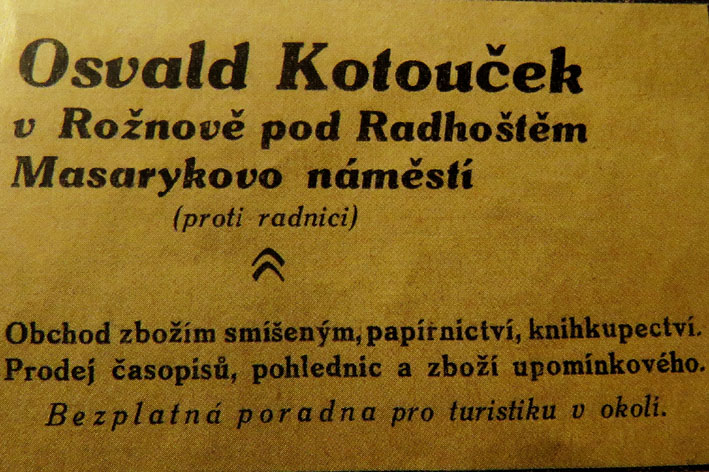 Osvald Kotouček
v Rožnově pod Radhoštěm
Masarykovo náměstí
(proti radnici)
Obchod zbožím smíšeným, papírnictví, knihkupectví.
Prodej časopisů, pohlednic a zboží upomínkového.
Bezplatná poradna pro turistiku v okolí.